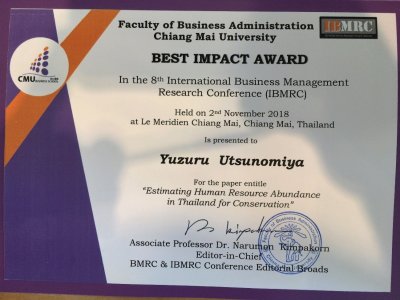 Faculty of Business Administration
Chiang Mai University
IBMRC
CMU
BEST IMPACT AWARD
In the 8th International Business Management
Research Conference (IBMRC)
Held on 2nd November 2018
at Le Meridien Chiang Mai, Chiang Mai, Thailand
Is presented to
Yuzuru Utsunomiya
For the paper entitle
"Estimating Human Resource Abundance
in Thailand for Conservation"
Associate Professor Dr. Narumon Kimpakorn
Editor-in-Chief
BMRC & IBMRC Conference Editorial Broads